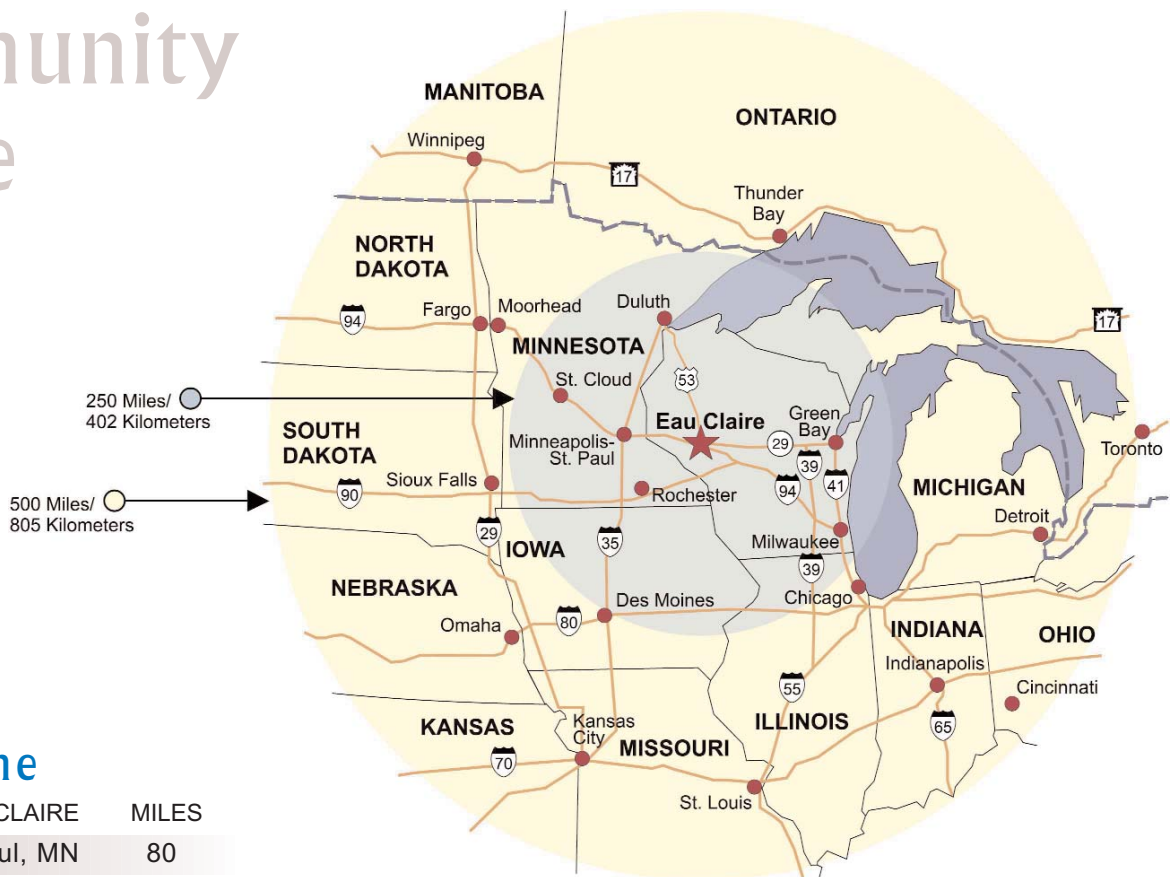 munity
e
MANITOBA
ONTARIO
Winnipeg
17
Thunder
Bay
NORTH
DAKOTA
Fargo
Moorhead
Duluth
94
17
MINNESOTA
53
St. Cloud
250 Miles/
402 Kilometers
Eau Claire
Green
Bay
SOUTH
DAKOTA
Minneapolis-
St. Paul
29
Toronto
39
Sioux Falls
90
Rochester
94
41
MICHIGAN
500 Miles/
805 Kilometers
Detroit
29
IOWA
35
Milwaukee
39
NEBRASKA
Des Moines
Chicago
80
Omaha
INDIANA
OHIO
Indianapolis
55
Cincinnati
KANSAS
Kansas
City
ILLINOIS
65
MISSOURI
70
St. Louis
ne
CLAIRE MILES
ul, MN 80